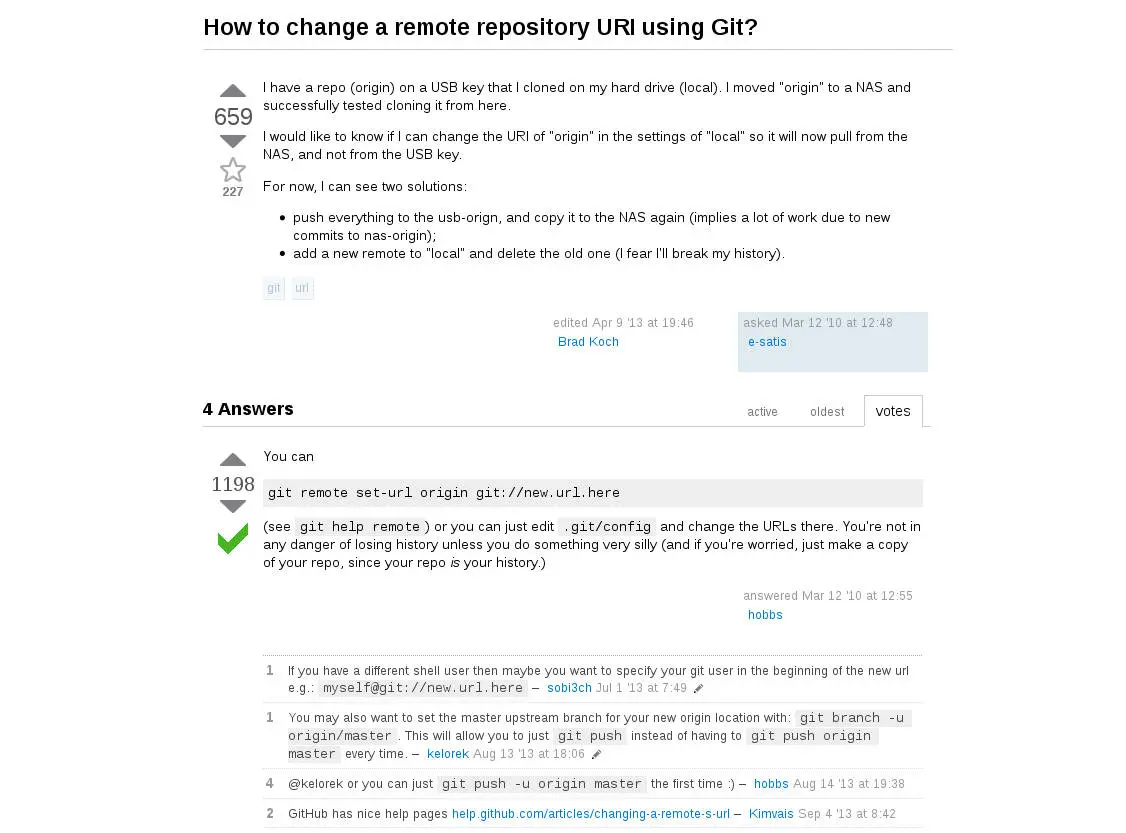 How to change a remote repository URI using Git?
I have a repo (origin) on a USB key that I cloned on my hard drive (local). I moved "origin" to a NAS and
successfully tested cloning it from here.
659
I would like to know if I can change the URI of "origin" in the settings of "local" so it will now pull from the
NAS, and not from the USB key.
227
For now, I can see two solutions:
• push everything to the usb-orign, and copy it to the NAS again (implies a lot of work due to new
commits to nas-origin);
• add a new remote to "local" and delete the old one (I fear I'll break my history).
git url
edited Apr 9 '13 at 19:46
Brad Koch
asked Mar 12 '10 at 12:48
e-satis
4 Answers
active oldest votes
You can
1198
git remote set-url origin git://new.url.here
(see git help remote ) or you can just edit .git/config and change the URLs there. You're not in
any danger of losing history unless you do something very silly (and if you're worried, just make a copy
of your repo, since your repo is your history.)
answered Mar 12 '10 at 12:55
hobbs
1 If you have a different shell user then maybe you want to specify your git user in the beginning of the new url
e.g.: myself@git://new.url.here – sobi3ch Jul 1 '13 at 7:49
1 You may also want to set the master upstream branch for your new origin location with: git branch -u
origin/master . This will allow you to just git push instead of having to git push origin
master every time. – kelorek Aug 13 '13 at 18:06
4 @kelorek or you can just git push -u origin master the first time :) – hobbs Aug 14 '13 at 19:38
2 GitHub has nice help pages help.github.com/articles/changing-a-remote-s-url – Kimvais Sep 4 '13 at 8:42